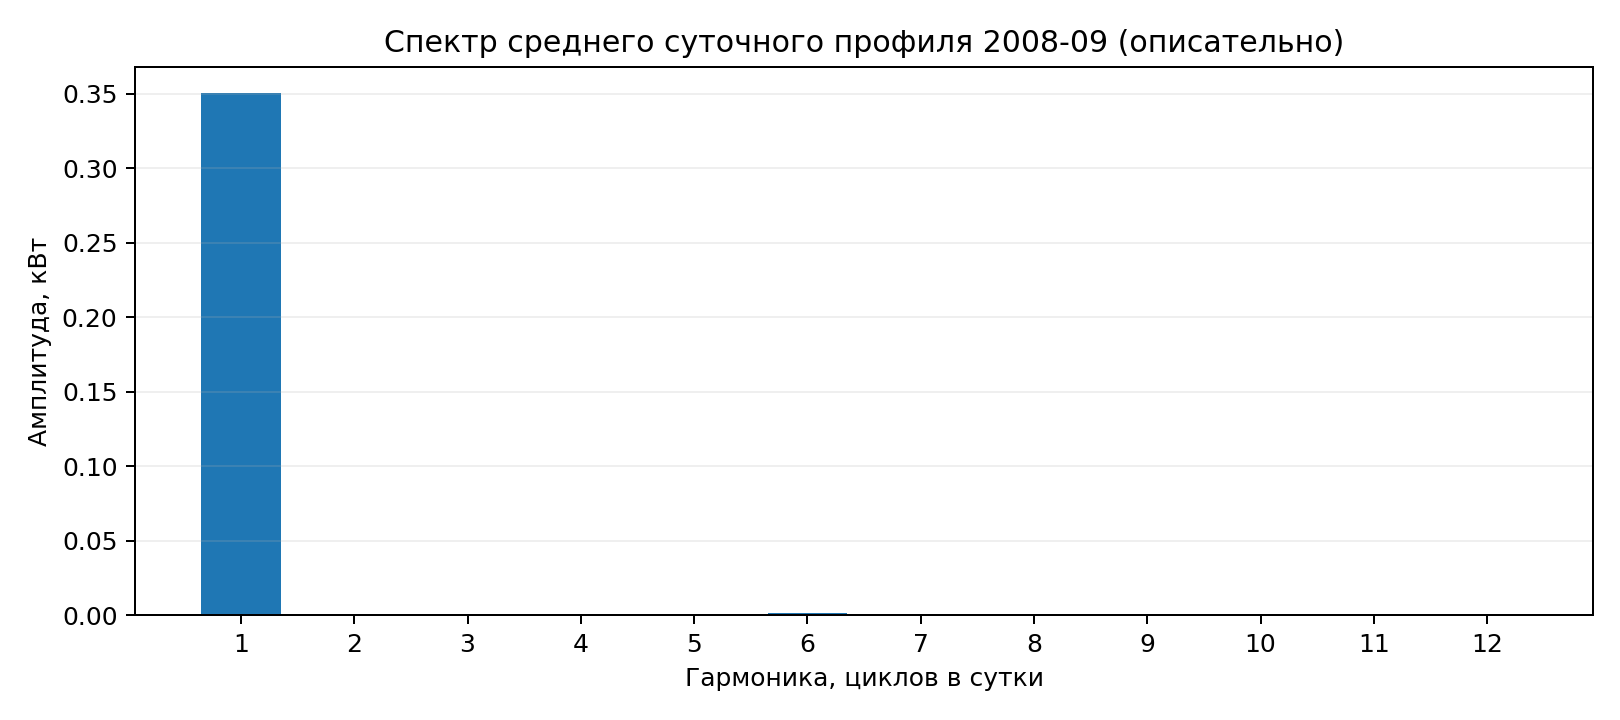 Спектр среднего суточного профиля 2008-09 (описательно)
Амплитуда, кВт
0.35
0.30
0.25
0.20
0.15
0.10
0.05
0.00
1 2 3 4 5 6 7 8 9 10 11 12
Гармоника, циклов в сутки